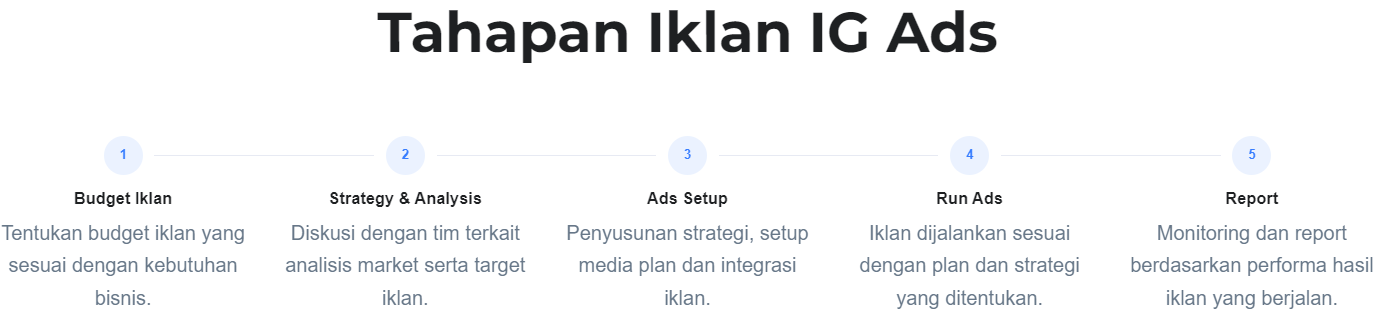 Tahapan Iklan IG Ads
1
Budget Iklan
Tentukan budget iklan yang
sesuai dengan kebutuhan
bisnis.
2
Strategy & Analysis
Diskusi dengan tim terkait
analisis market serta target
iklan.
3
Ads Setup
Penyusunan strategi, setup
media plan dan integrasi
iklan.
4
Run Ads
Iklan dijalankan sesuai
dengan plan dan strategi
yang ditentukan.
5
Report
Monitoring dan report
berdasarkan performa hasil
iklan yang berjalan.